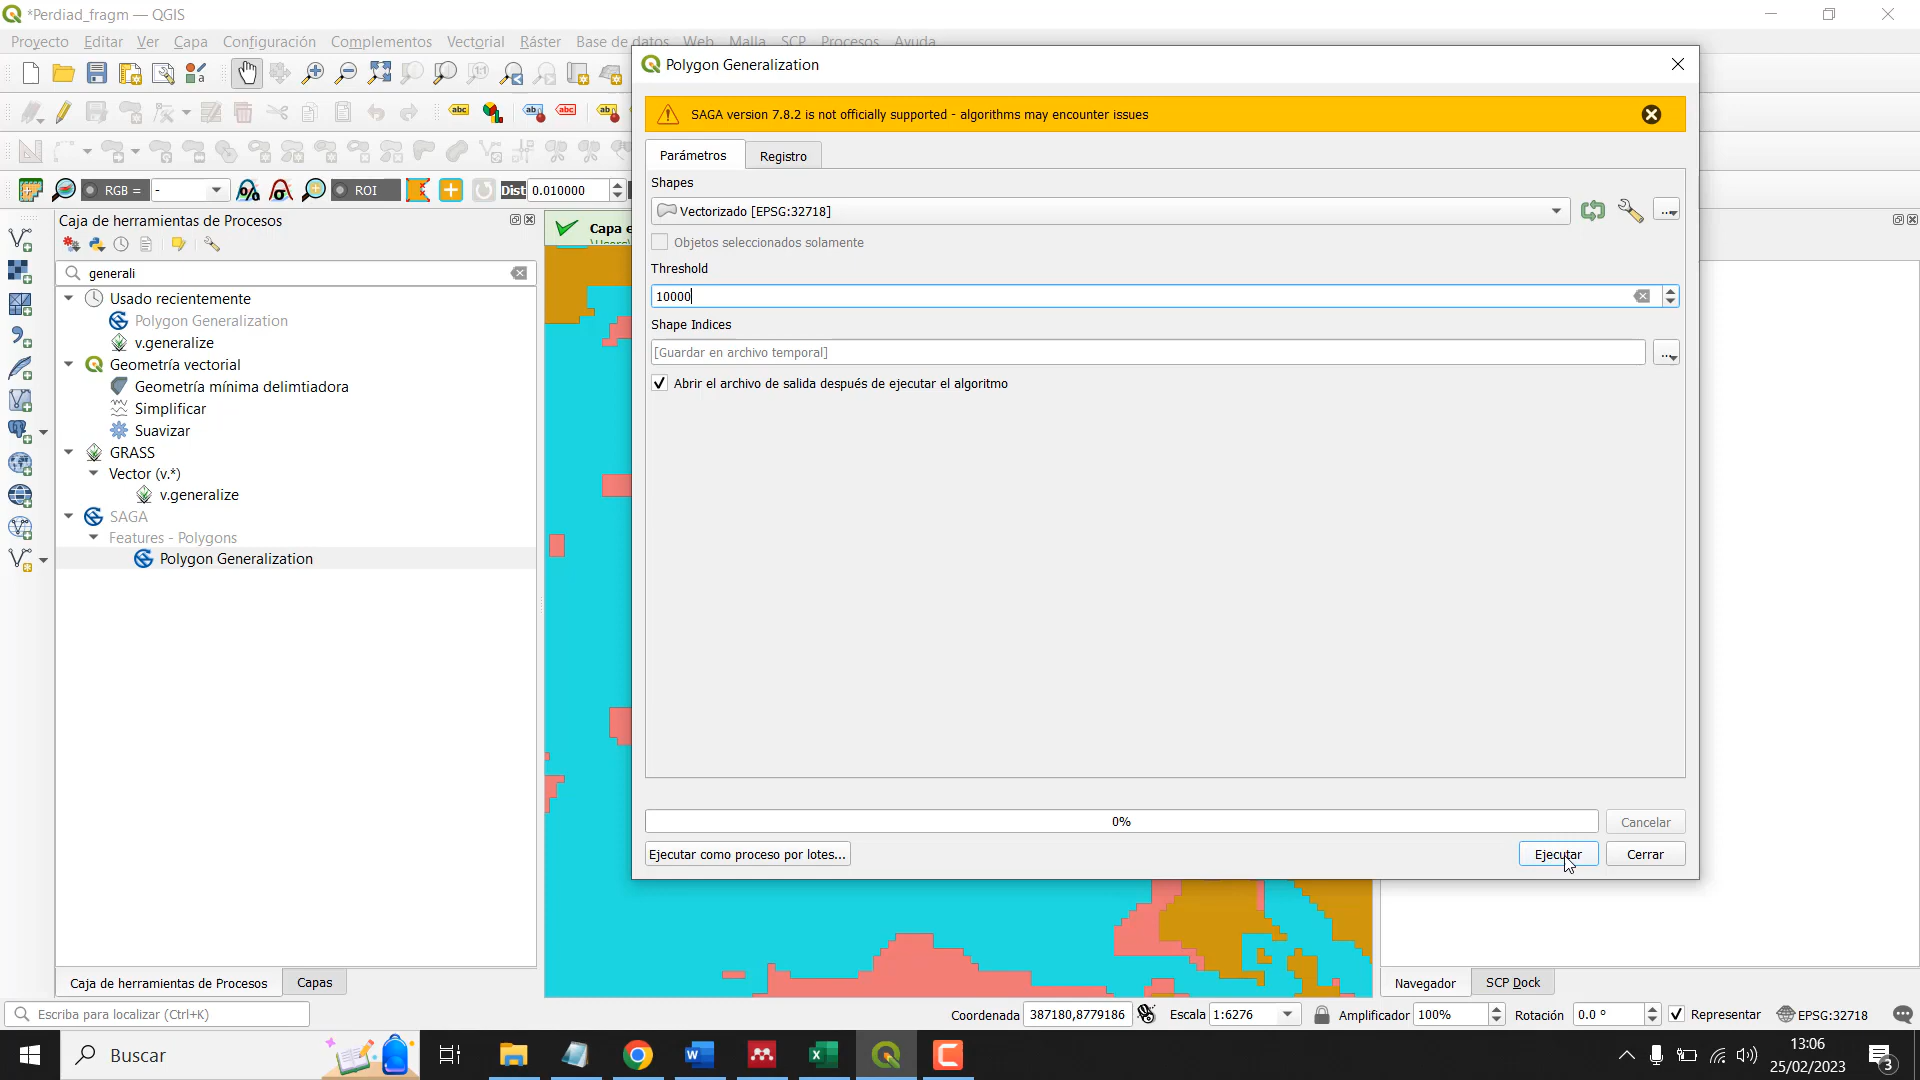 *Perdiad_fragm — QGIS
Proyecto Editar Ver Capa Configuración Complementos Vectorial Ráster Base de datos Web Malla SCP Procesos Ayuda
RGB = - ROI Dist 0.010000
Caja de herramientas de Procesos
generali
Usado recientemente
Polygon Generalization
v.generalize
Geometría vectorial
Geometría mínima delimtiadora
Simplificar
Suavizar
GRASS
Vector (v.*)
v.generalize
SAGA
Features - Polygons
Polygon Generalization
Caja de herramientas de Procesos Capas
Capa e
Polygon Generalization
SAGA version 7.8.2 is not officially supported - algorithms may encounter issues
Parámetros Registro
Shapes
Vectorizado [EPSG:32718]
Objetos seleccionados solamente
Threshold
10000
Shape Indices
[Guardar en archivo temporal]
Abrir el archivo de salida después de ejecutar el algoritmo
0%
Cancelar
Ejecutar como proceso por lotes...
Ejecutar
Cerrar
Navegador SCP Dock
Escriba para localizar (Ctrl+K)
Coordenada 387180,8779186 Escala 1:6276 Amplificador 100% Rotación 0.0 ° Representar EPSG:32718
Buscar
13:06
25/02/2023
3